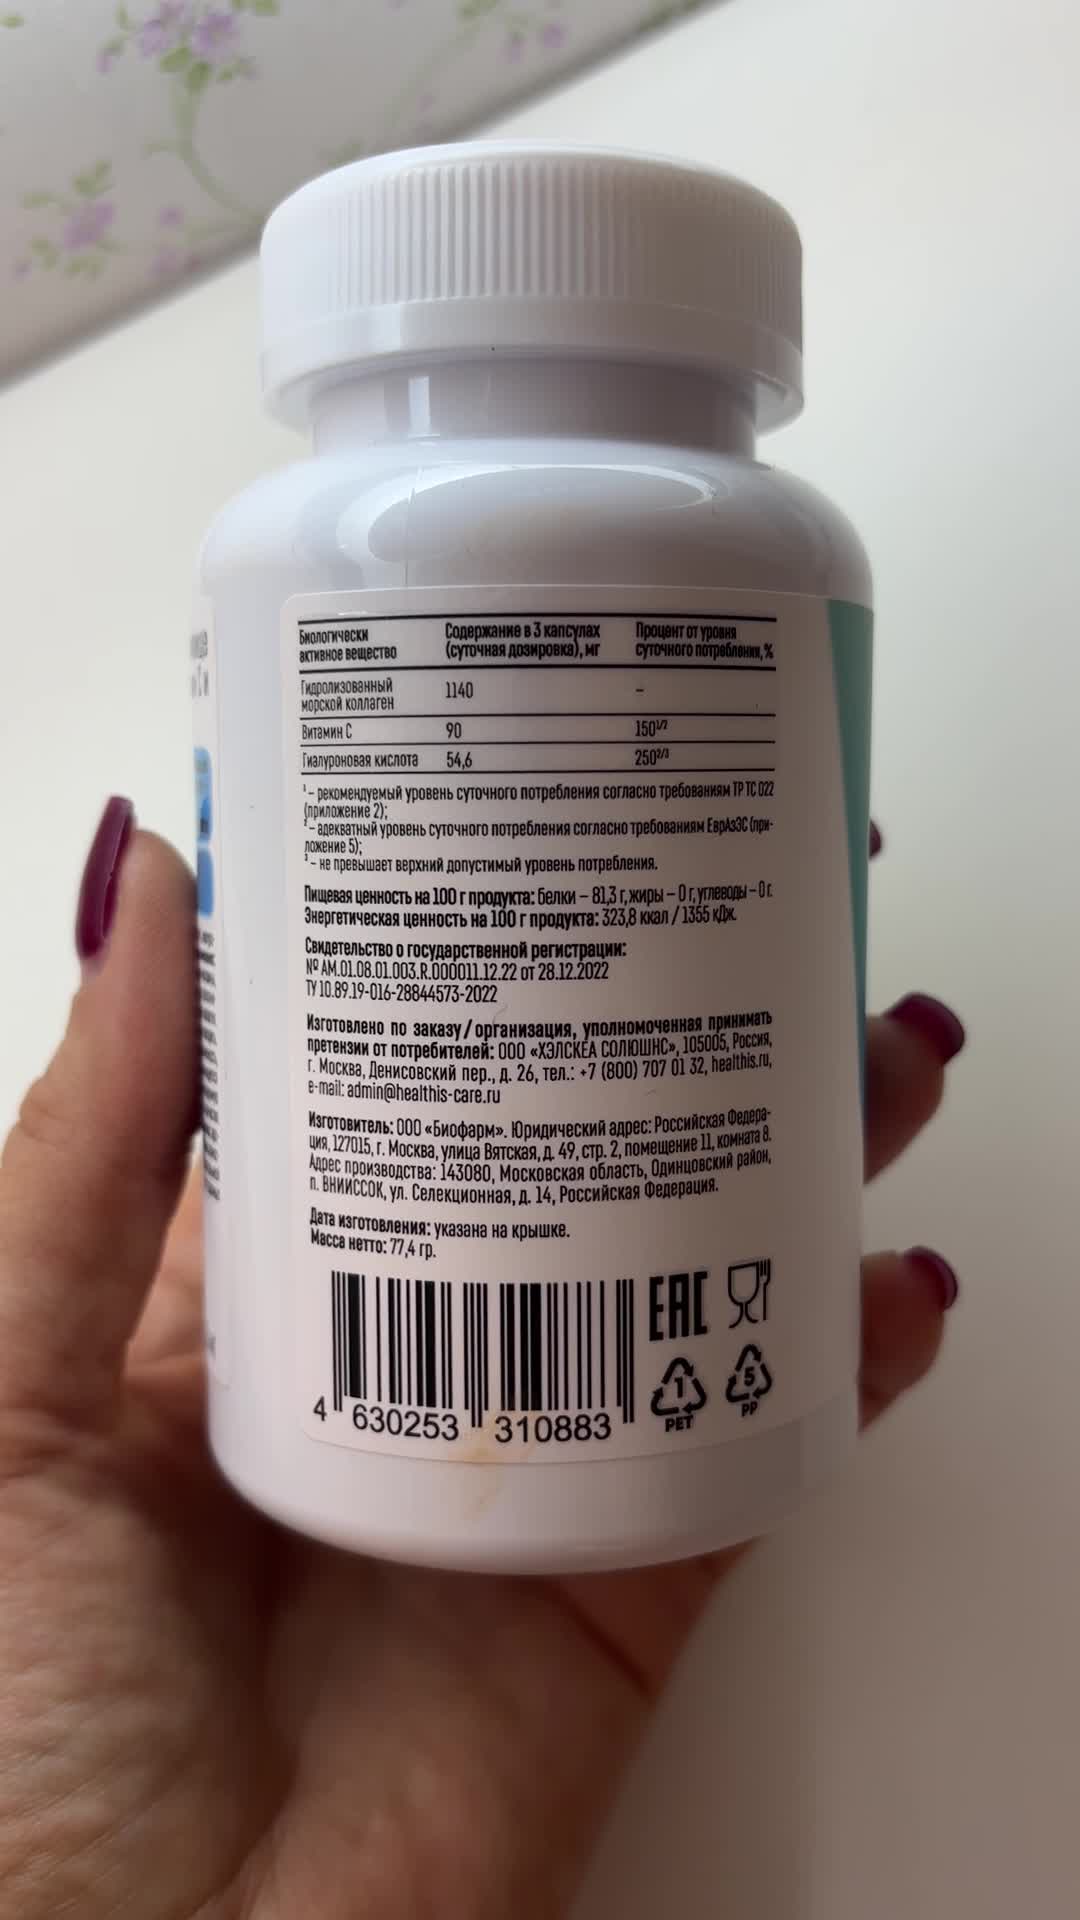 Биологически активное вещество	Содержание в 3 капсулах (суточная дозировка), мг	Процент от уровня суточного потребления, %
Гидролизованный морской коллаген	1140	–
Витамин С	90	150¹/²
Гиалуроновая кислота	54,6	250²/³
¹ – рекомендуемый уровень суточного потребления согласно требованиям ТР ТС 022
(приложение 2);
² – адекватный уровень суточного потребления согласно требованиям ЕврАзЭС (при-
ложение 5);
³ – не превышает верхний допустимый уровень потребления.
Пищевая ценность на 100 г продукта: белки – 81,3 г, жиры – 0 г, углеводы – 0 г.
Энергетическая ценность на 100 г продукта: 323,8 ккал / 1355 кДж.
Свидетельство о государственной регистрации:
№ AM.01.08.01.003.R.000011.12.22 от 28.12.2022
ТУ 10.89.19-016-28844573-2022
Изготовлено по заказу/организация, уполномоченная принимать
претензии от потребителей: ООО «ХЭЛСКЕА СОЛЮШНС», 105005, Россия,
г. Москва, Денисовский пер., д. 26, тел.: +7 (800) 707 01 32, healthis.ru,
e-mail: admin@healthis-care.ru
Изготовитель: ООО «Биофарм». Юридический адрес: Российская Федера-
ция, 127015, г. Москва, улица Вятская, д. 49, стр. 2, помещение 11, комната 8.
Адрес производства: 143080, Московская область, Одинцовский район,
п. ВНИИССОК, ул. Селекционная, д. 14, Российская Федерация.
Дата изготовления: указана на крышке.
Масса нетто: 77,4 гр.
EAC
1
PET
5
PP
4 630253 310883